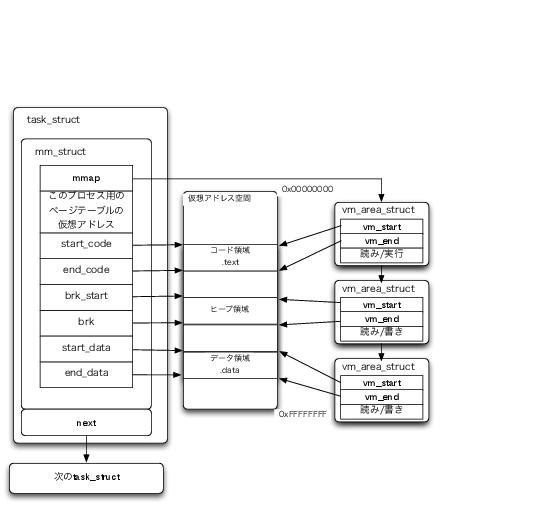 task_struct
mm_struct
mmap
このプロセス用の
ページテーブルの
仮想アドレス
start_code
end_code
brk_start
brk
start_data
end_data
next
次のtask_struct
仮想アドレス空間
0x00000000
コード領域
.text
ヒープ領域
データ領域
.data
0xFFFFFFFF
vm_area_struct
vm_start
vm_end
読み/実行
vm_area_struct
vm_start
vm_end
読み/書き
vm_area_struct
vm_start
vm_end
読み/書き